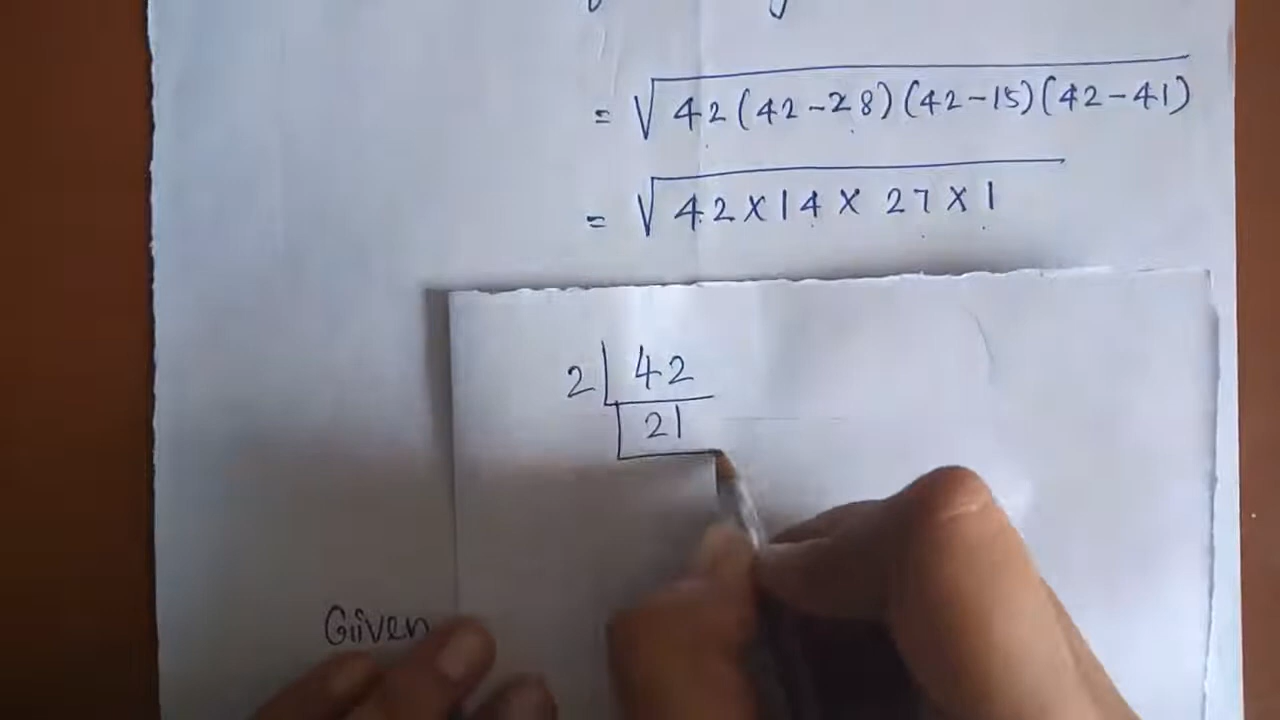 = √42(42-28)(42-15)(42-41)
= √42×14×27×1
2 42
21
Given